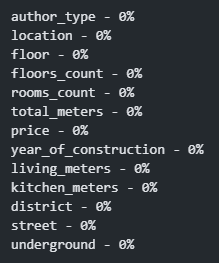 author_type - 0%
location - 0%
floor - 0%
floors_count - 0%
rooms_count - 0%
total_meters - 0%
price - 0%
year_of_construction - 0%
living_meters - 0%
kitchen_meters - 0%
district - 0%
street - 0%
underground - 0%